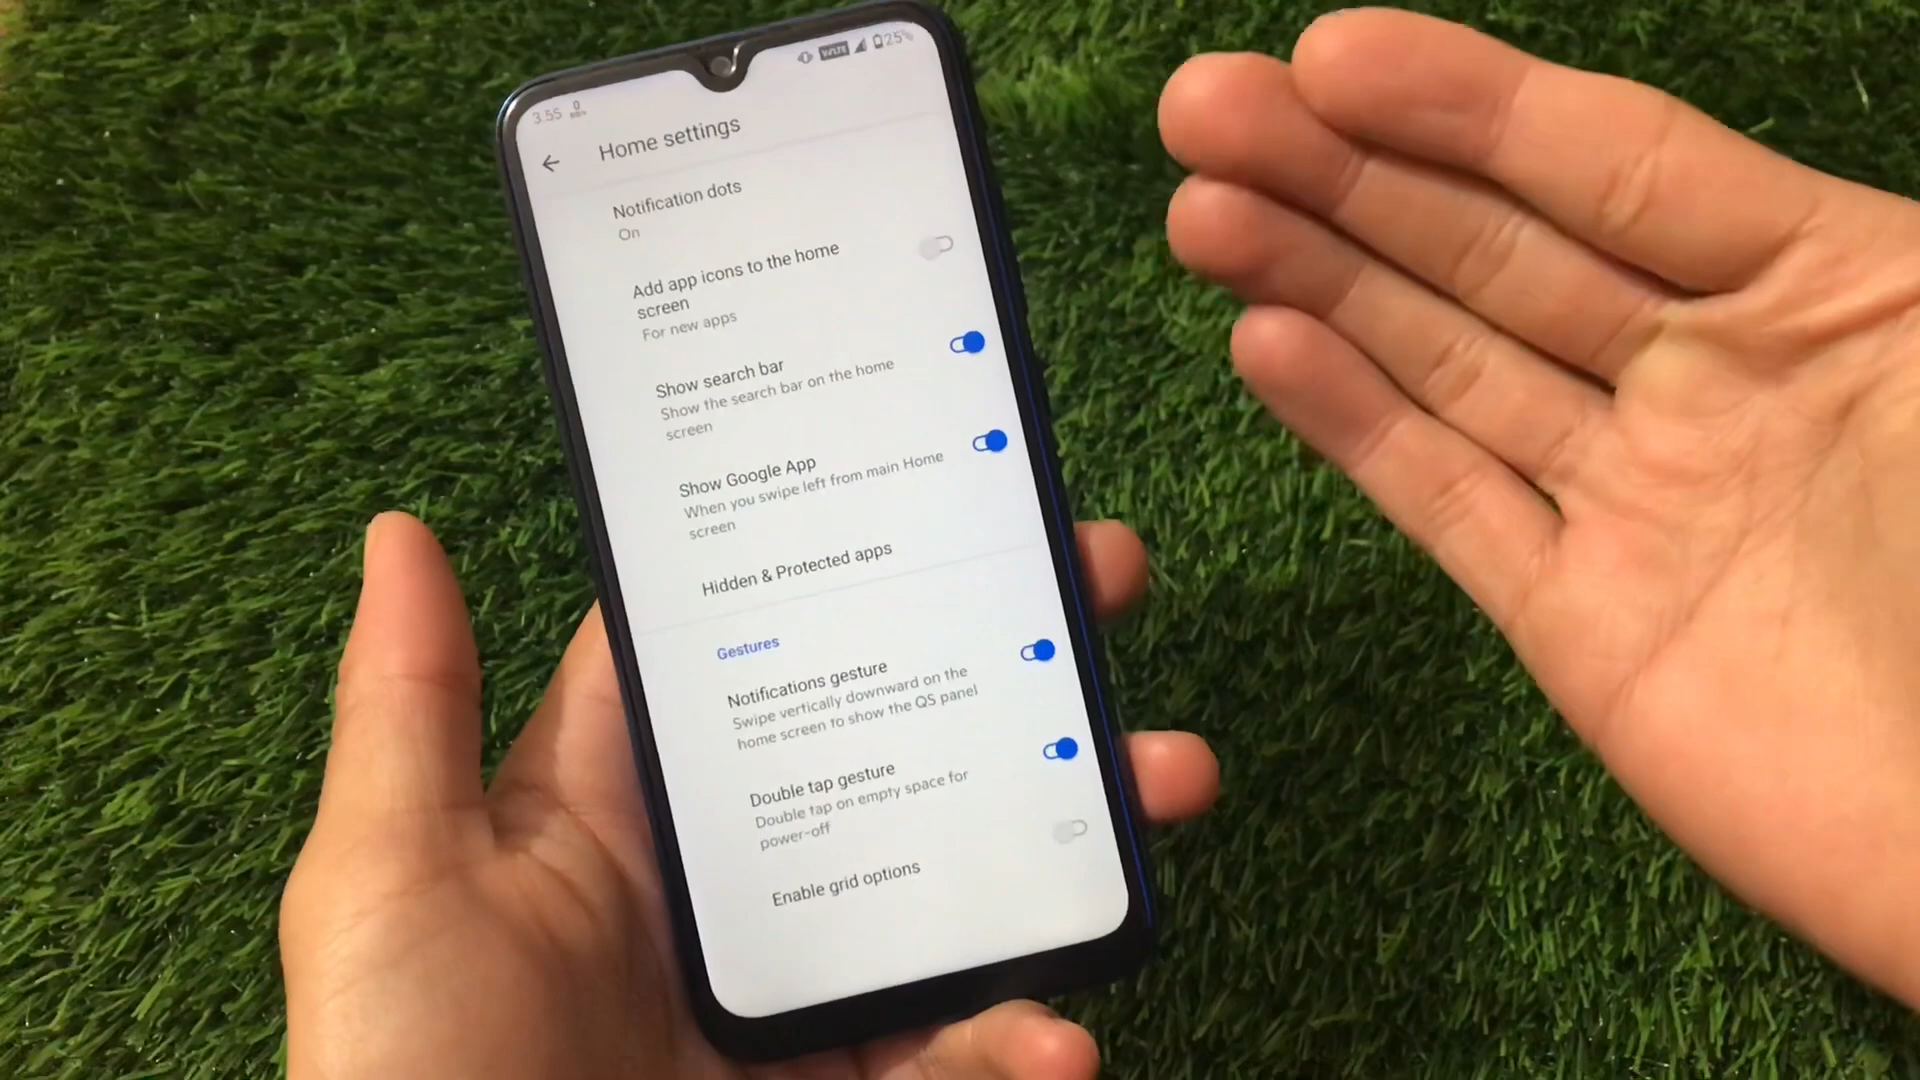 3.55 0
VoLTE 25%
Home settings
Notification dots
On
Add app icons to the home
screen
For new apps
Show search bar
Show the search bar on the home
screen
Show Google App
When you swipe left from main Home
screen
Hidden & Protected apps
Gestures
Notifications gesture
Swipe vertically downward on the
home screen to show the QS panel
Double tap gesture
Double tap on empty space for
power-off
Enable grid options